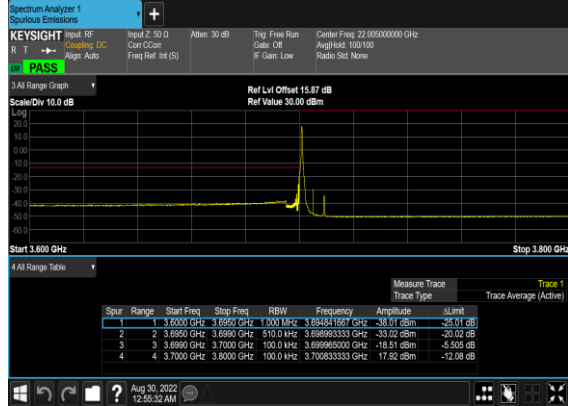 Spectrum Analyzer 1
Spurious Emissions
+
KEYSIGHT
R T
PASS
Input: RF
Coupling: DC
Align: Auto
Input Z: 50 Ω
Corr CCorr
Freq Ref: Int (S)
Atten: 30 dB
Trig: Free Run
Gate: Off
IF Gain: Low
Center Freq: 22.005000000 GHz
Avg|Hold: 100/100
Radio Std: None
3 All Range Graph
Scale/Div 10.0 dB
Ref Lvl Offset 15.87 dB
Ref Value 30.00 dBm
Log
20.0
10.0
0.00
-10.0
-20.0
-30.0
-40.0
-50.0
-60.0
Start 3.600 GHz
Stop 3.800 GHz
4 All Range Table
Measure Trace Trace 1
Trace Type Trace Average (Active)
Spur Range Start Freq Stop Freq RBW Frequency Amplitude ΔLimit
1 1 3.6000 GHz 3.6950 GHz 1.000 MHz 3.694841667 GHz -38.01 dBm -25.01 dB
2 2 3.6950 GHz 3.6990 GHz 510.0 kHz 3.698993333 GHz -33.02 dBm -20.02 dB
3 3 3.6990 GHz 3.7000 GHz 100.0 kHz 3.699965000 GHz -18.51 dBm -5.505 dB
4 4 3.7000 GHz 3.8000 GHz 100.0 kHz 3.700833333 GHz 17.92 dBm -12.08 dB
?
Aug 30, 2022
12:55:32 AM